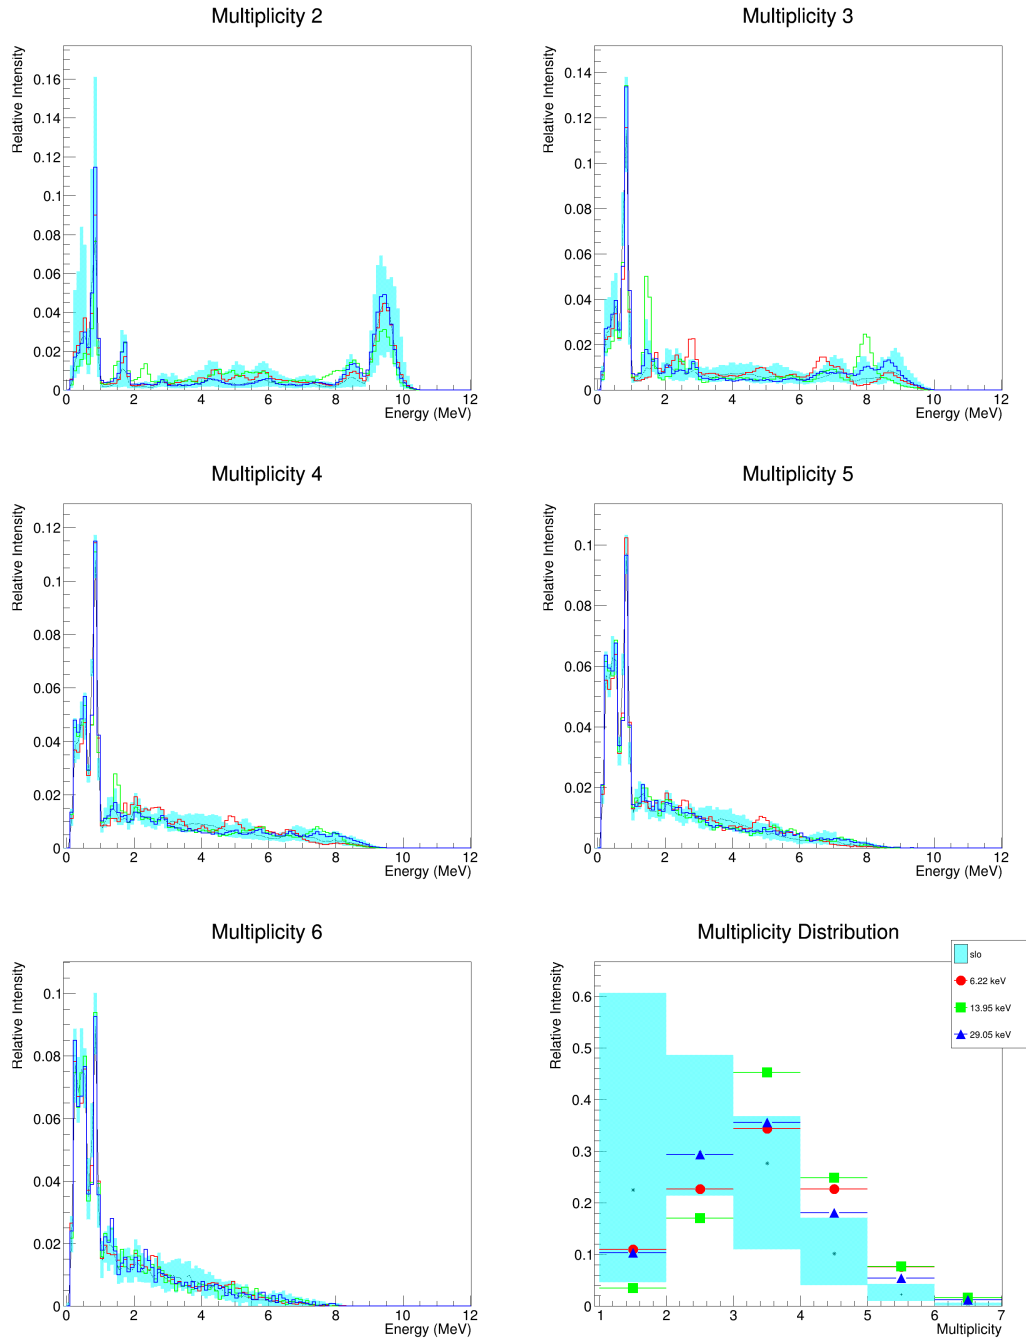 Multiplicity 2
Relative Intensity
0.16
0.14
0.12
0.1
0.08
0.06
0.04
0.02
0
0 2 4 6 8 10 12
Energy (MeV)
Multiplicity 3
Relative Intensity
0.14
0.12
0.1
0.08
0.06
0.04
0.02
0
0 2 4 6 8 10 12
Energy (MeV)
Multiplicity 4
Relative Intensity
0.12
0.1
0.08
0.06
0.04
0.02
0
0 2 4 6 8 10 12
Energy (MeV)
Multiplicity 5
Relative Intensity
0.1
0.08
0.06
0.04
0.02
0
0 2 4 6 8 10 12
Energy (MeV)
Multiplicity 6
Relative Intensity
0.1
0.08
0.06
0.04
0.02
0
0 2 4 6 8 10 12
Energy (MeV)
Multiplicity Distribution
Relative Intensity
0.6
0.5
0.4
0.3
0.2
0.1
0
1 2 3 4 5 6 7
Multiplicity
slo
6.22 keV
13.95 keV
29.05 keV